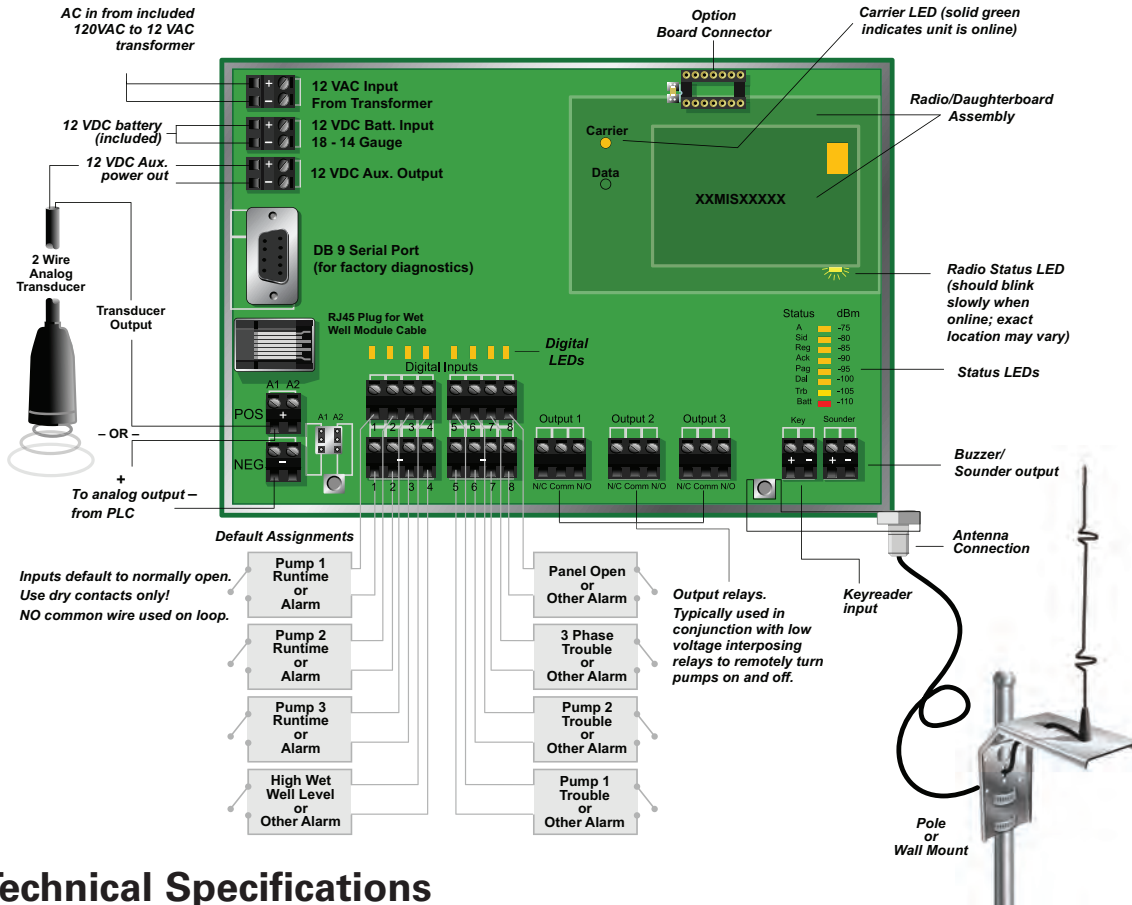 AC in from included
120VAC to 12 VAC
transformer
Option
Board Connector
Carrier LED (solid green
indicates unit is online)
12 VAC Input
From Transformer
Radio/Daughterboard
Assembly
12 VDC battery
(included)
12 VDC Batt. Input
18 - 14 Gauge
Carrier
12 VDC Aux.
power out
12 VDC Aux. Output
Data
XXMISXXXXX
DB 9 Serial Port
(for factory diagnostics)
2 Wire
Analog
Transducer
Radio Status LED
(should blink
slowly when
online; exact
location may vary)
Transducer
Output
RJ45 Plug for Wet
Well Module Cable
Digital
LEDs
Digital Inputs
Status dBm
A -75
Sid -80
Reg -85
Ack -90
Pag -95
Dal -100
Trb -105
Batt -110
Status LEDs
A1 A2
POS +
A1 A2
– OR –
NEG -
1 2 3 4 5 6 7 8
- -
1 2 3 4 5 6 7 8
Output 1 Output 2 Output 3
N/C Comm N/O N/C Comm N/O N/C Comm N/O
Key Sounder
+ - + -
Buzzer/
Sounder output
+
To analog output –
from PLC
Antenna
Connection
Default Assignments
Inputs default to normally open.
Use dry contacts only!
NO common wire used on loop.
Pump 1
Runtime
or
Alarm
Panel Open
or
Other Alarm
Output relays.
Typically used in
conjunction with low
voltage interposing
relays to remotely turn
pumps on and off.
Keyreader
input
Pump 2
Runtime
or
Alarm
3 Phase
Trouble
or
Other Alarm
Pump 3
Runtime
or
Alarm
Pump 2
Trouble
or
Other Alarm
High Wet
Well Level
or
Other Alarm
Pump 1
Trouble
or
Other Alarm
Pole
or
Wall Mount
echnical Specifications